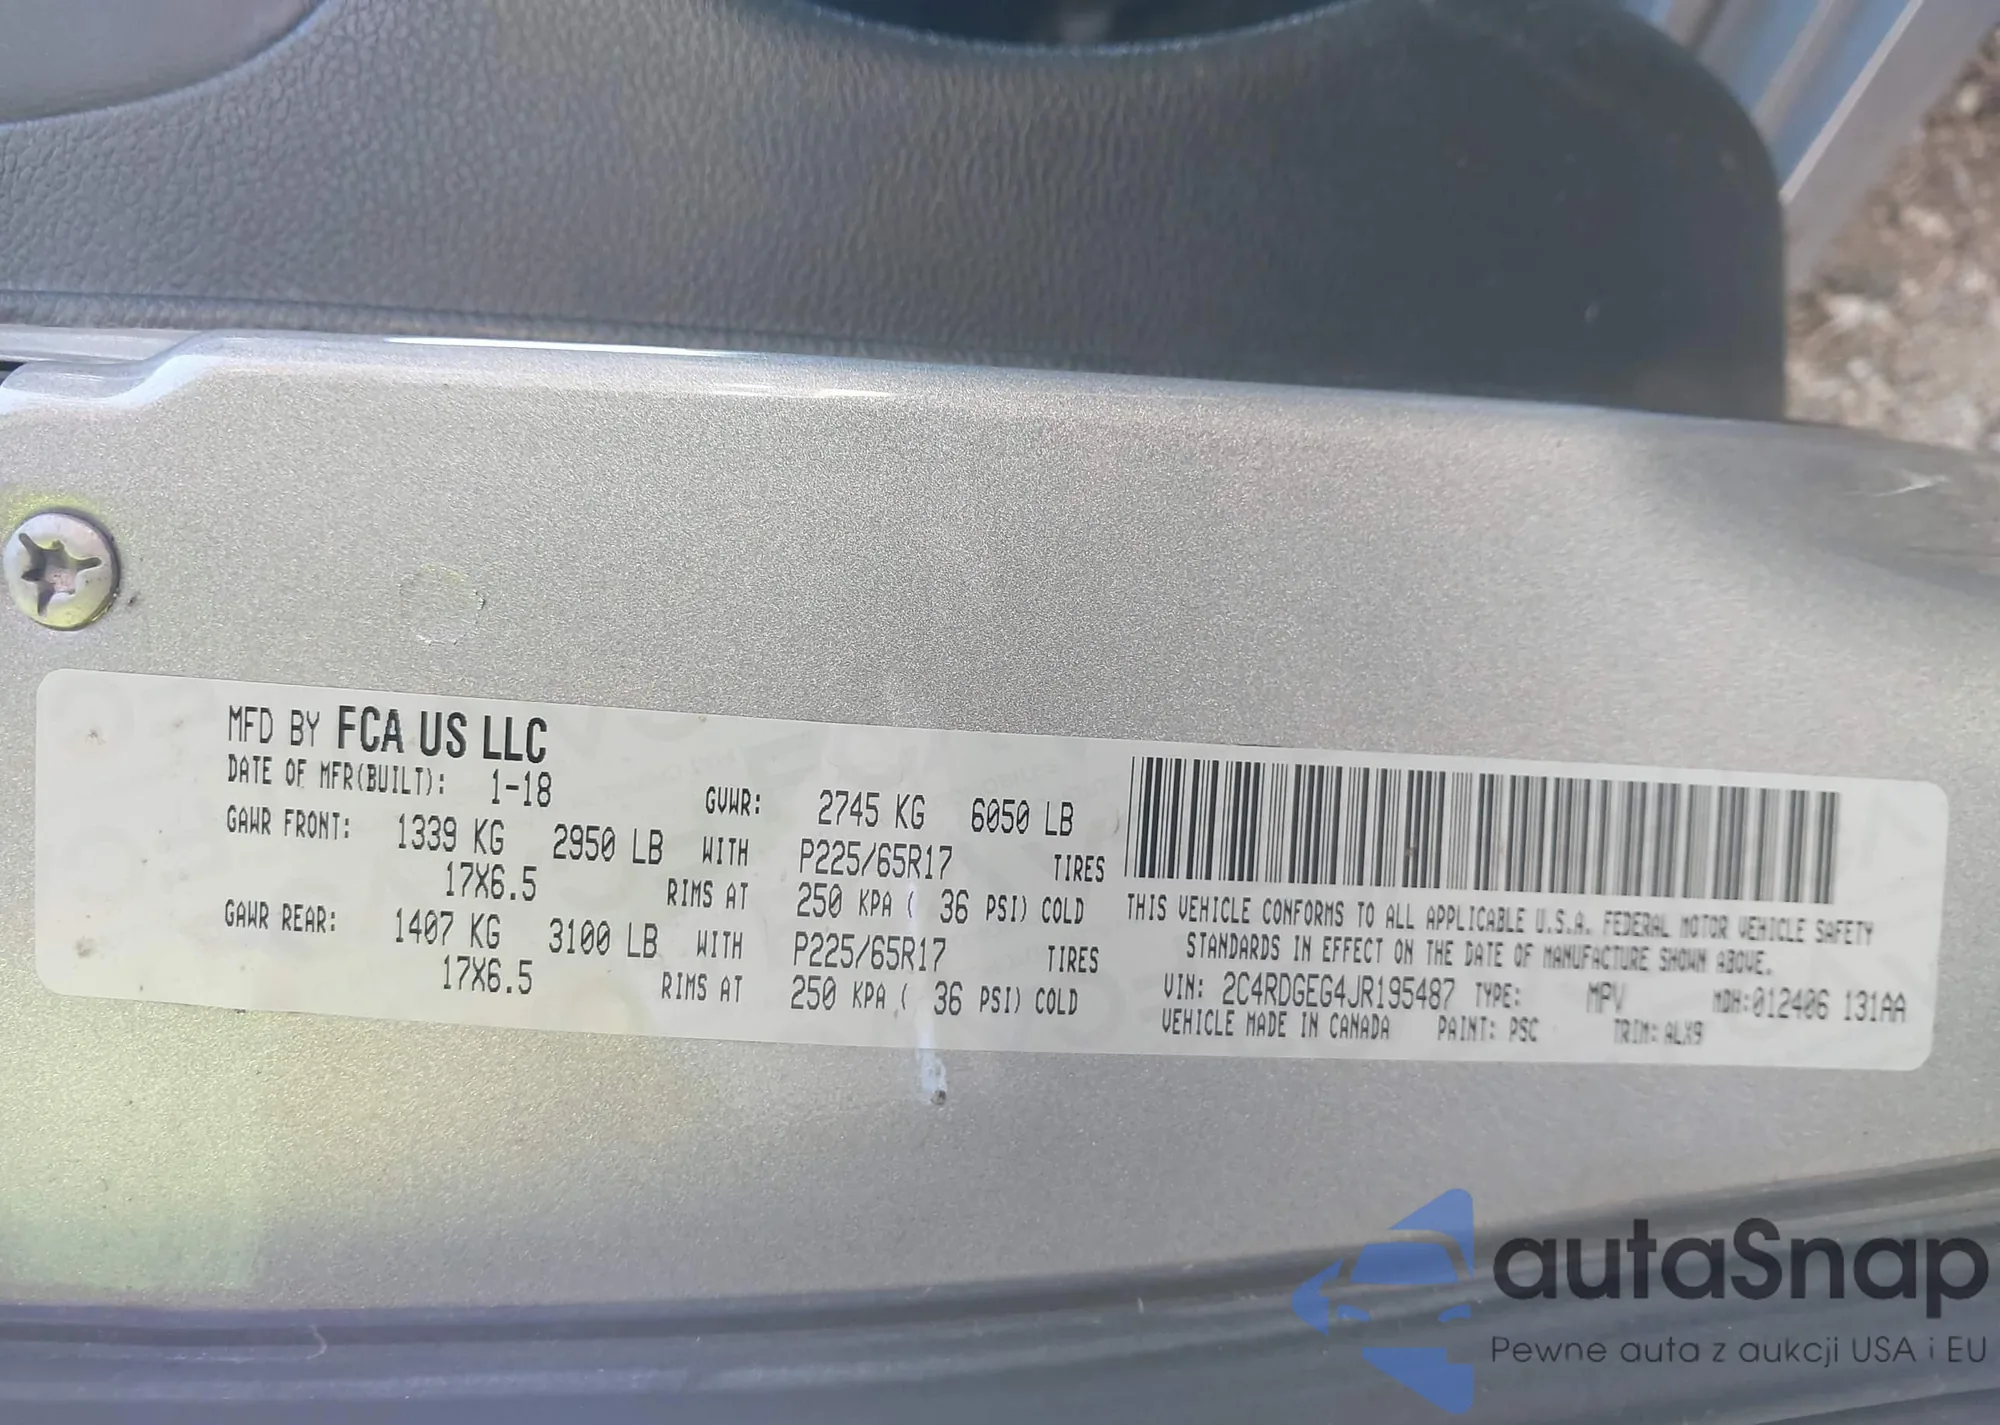 MFD BY FCA US LLC
DATE OF MFR(BUILT): 1-18 GVWR: 2745 KG 6050 LB
GAWR FRONT: 1339 KG 2950 LB WITH P225/65R17 TIRES
17X6.5 RIMS AT 250 KPA ( 36 PSI) COLD
GAWR REAR: 1407 KG 3100 LB WITH P225/65R17 TIRES
17X6.5 RIMS AT 250 KPA ( 36 PSI) COLD
THIS VEHICLE CONFORMS TO ALL APPLICABLE U.S.A. FEDERAL MOTOR VEHICLE SAFETY
STANDARDS IN EFFECT ON THE DATE OF MANUFACTURE SHOWN ABOVE.
VIN: 2C4RDGEG4JR195487 TYPE: MPV MDH:012406 131AA
VEHICLE MADE IN CANADA PAINT: PSC TRIM: ALX9
autaSnap
Pewne auta z aukcji USA i EU